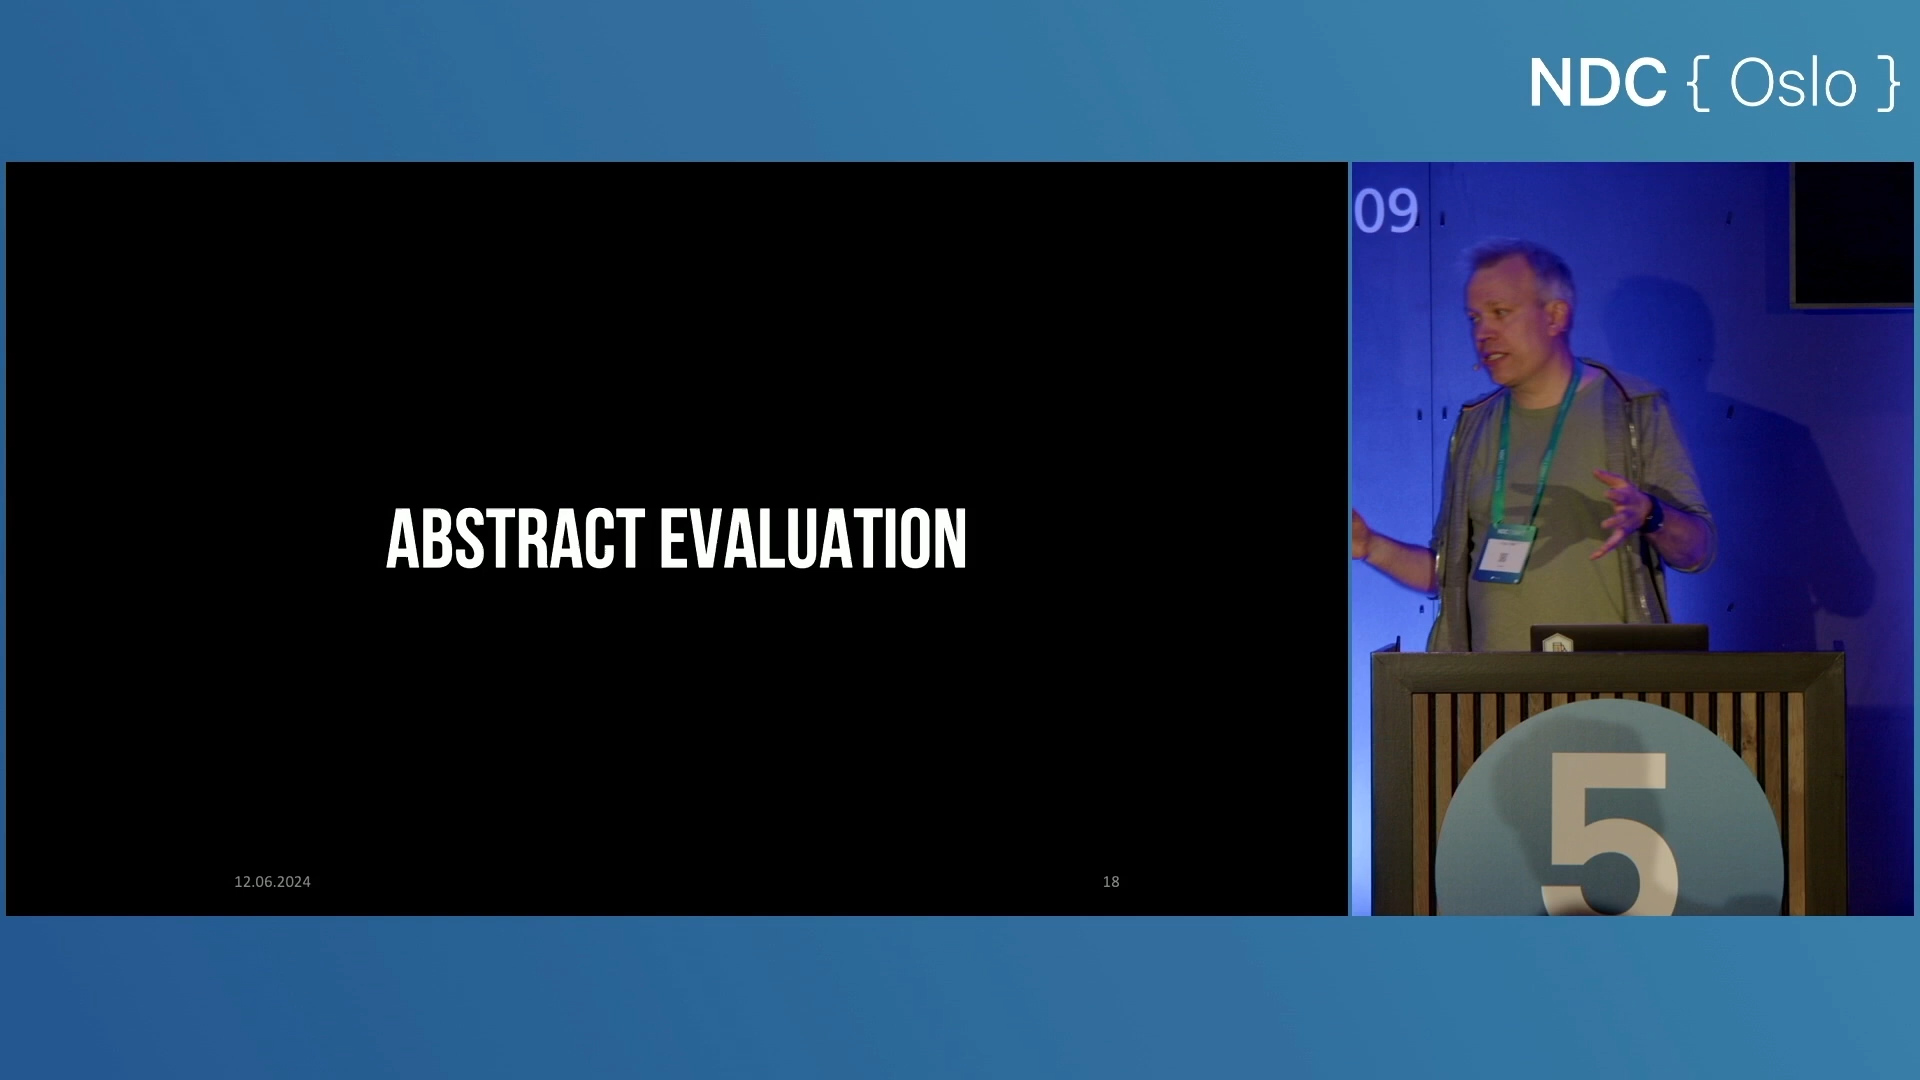 NDC { Oslo }
09
ABSTRACT EVALUATION
12.06.2024
18
5